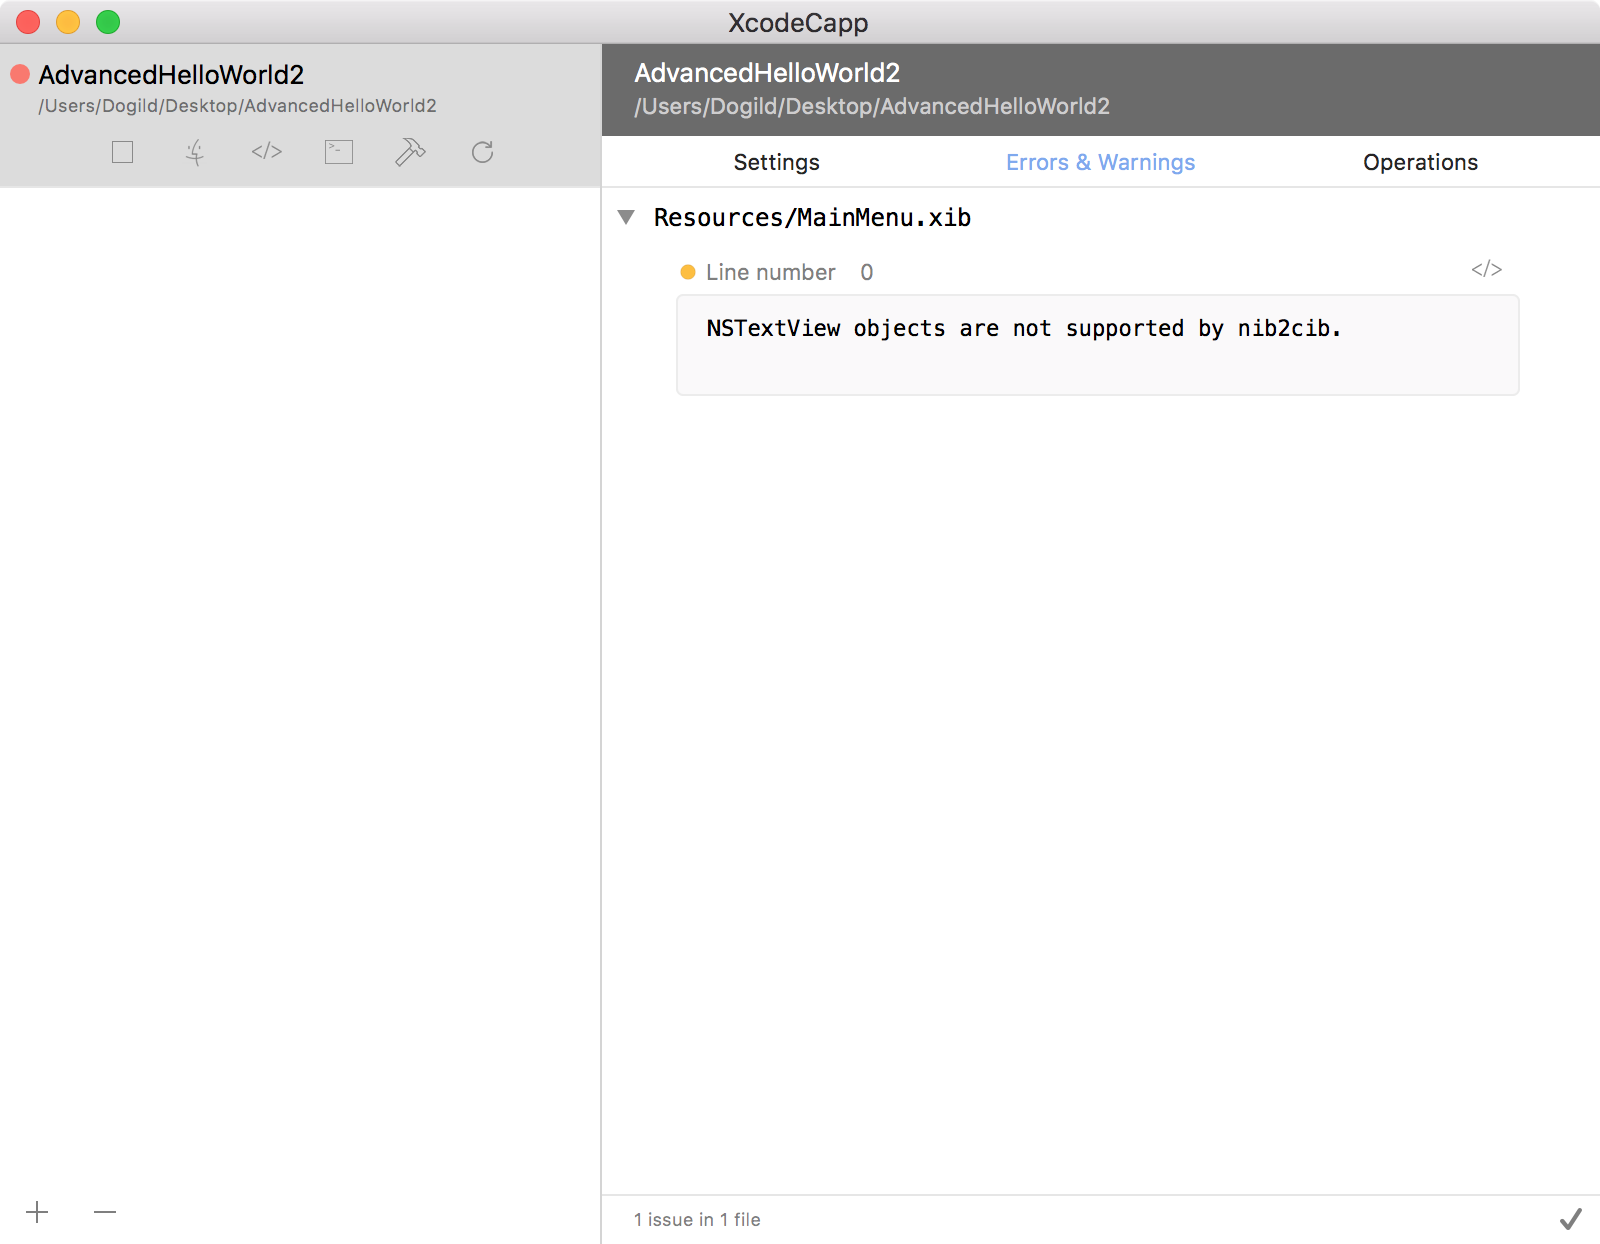 XcodeCapp
AdvancedHelloWorld2
/Users/Dogild/Desktop/AdvancedHelloWorld2
</>
>-
AdvancedHelloWorld2
/Users/Dogild/Desktop/AdvancedHelloWorld2
Settings Errors & Warnings Operations
Resources/MainMenu.xib
Line number 0 </>
NSTextView objects are not supported by nib2cib.
1 issue in 1 file